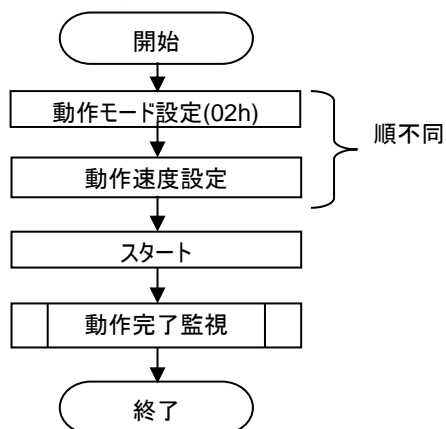 開始
動作モード設定(02h)
順不同
動作速度設定
スタート
動作完了監視
終了